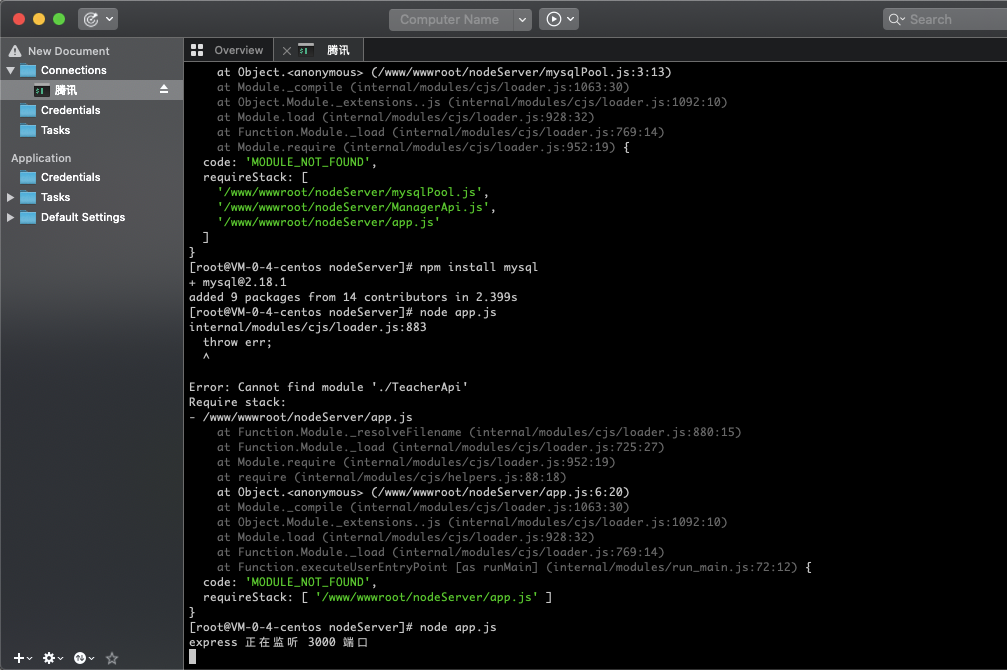 Computer Name
Search
New Document
Connections
腾讯
Credentials
Tasks
Application
Credentials
Tasks
Default Settings
Overview
腾讯
at Object.<anonymous> (/www/wwwroot/nodeServer/mysqlPool.js:3:13)
at Module._compile (internal/modules/cjs/loader.js:1063:30)
at Object.Module._extensions..js (internal/modules/cjs/loader.js:1092:10)
at Module.load (internal/modules/cjs/loader.js:928:32)
at Function.Module._load (internal/modules/cjs/loader.js:769:14)
at Module.require (internal/modules/cjs/loader.js:952:19) {
code: 'MODULE_NOT_FOUND',
requireStack: [
'/www/wwwroot/nodeServer/mysqlPool.js',
'/www/wwwroot/nodeServer/ManagerApi.js',
'/www/wwwroot/nodeServer/app.js'
]
}
[root@VM-0-4-centos nodeServer]# npm install mysql
+ mysql@2.18.1
added 9 packages from 14 contributors in 2.399s
[root@VM-0-4-centos nodeServer]# node app.js
internal/modules/cjs/loader.js:883
throw err;
^
Error: Cannot find module './TeacherApi'
Require stack:
- /www/wwwroot/nodeServer/app.js
at Function.Module._resolveFilename (internal/modules/cjs/loader.js:880:15)
at Function.Module._load (internal/modules/cjs/loader.js:725:27)
at Module.require (internal/modules/cjs/loader.js:952:19)
at require (internal/modules/cjs/helpers.js:88:18)
at Object.<anonymous> (/www/wwwroot/nodeServer/app.js:6:20)
at Module._compile (internal/modules/cjs/loader.js:1063:30)
at Object.Module._extensions..js (internal/modules/cjs/loader.js:1092:10)
at Module.load (internal/modules/cjs/loader.js:928:32)
at Function.Module._load (internal/modules/cjs/loader.js:769:14)
at Function.executeUserEntryPoint [as runMain] (internal/modules/run_main.js:72:12) {
code: 'MODULE_NOT_FOUND',
requireStack: [ '/www/wwwroot/nodeServer/app.js' ]
}
[root@VM-0-4-centos nodeServer]# node app.js
express 正在监听 3000 端口